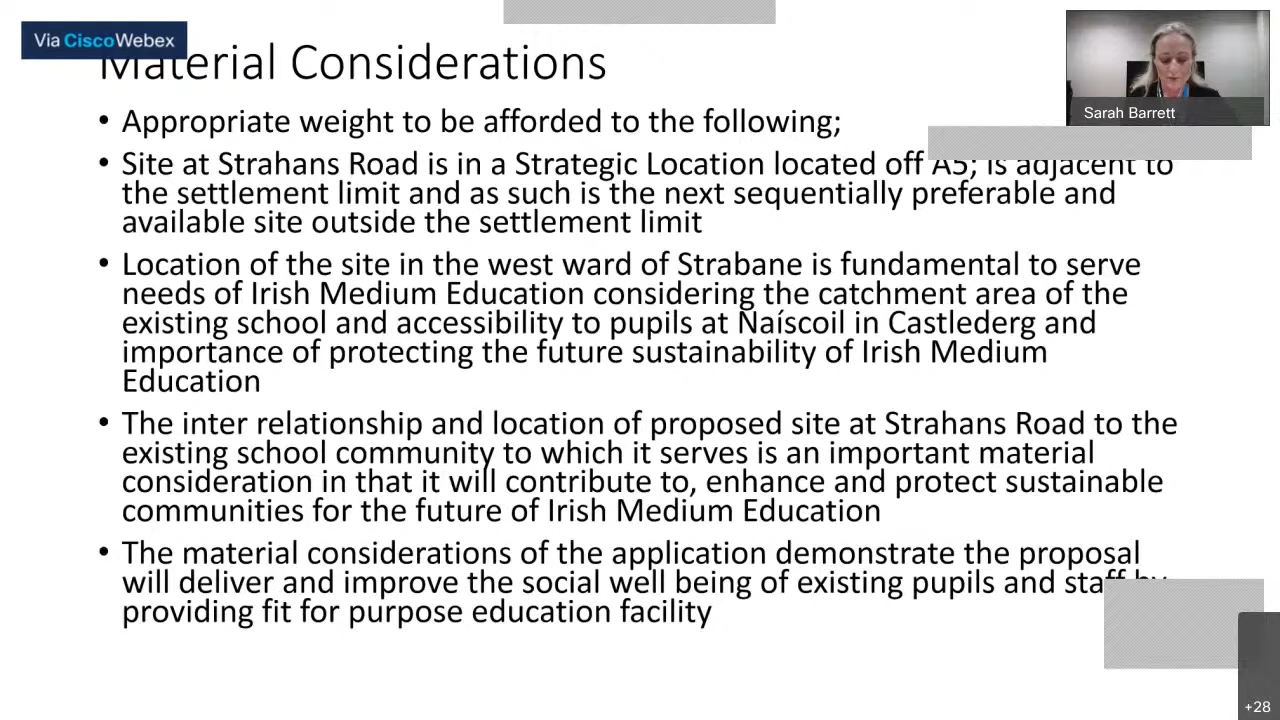 Via CiscoWebex
Material Considerations
Sarah Barrett
• Appropriate weight to be afforded to the following;
• Site at Strahans Road is in a Strategic Location located off A5; is adjacent to
the settlement limit and as such is the next sequentially preferable and
available site outside the settlement limit
• Location of the site in the west ward of Strabane is fundamental to serve
needs of Irish Medium Education considering the catchment area of the
existing school and accessibility to pupils at Naíscoil in Castlederg and
importance of protecting the future sustainability of Irish Medium
Education
• The inter relationship and location of proposed site at Strahans Road to the
existing school community to which it serves is an important material
consideration in that it will contribute to, enhance and protect sustainable
communities for the future of Irish Medium Education
• The material considerations of the application demonstrate the proposal
will deliver and improve the social well being of existing pupils and staff by
providing fit for purpose education facility
+28